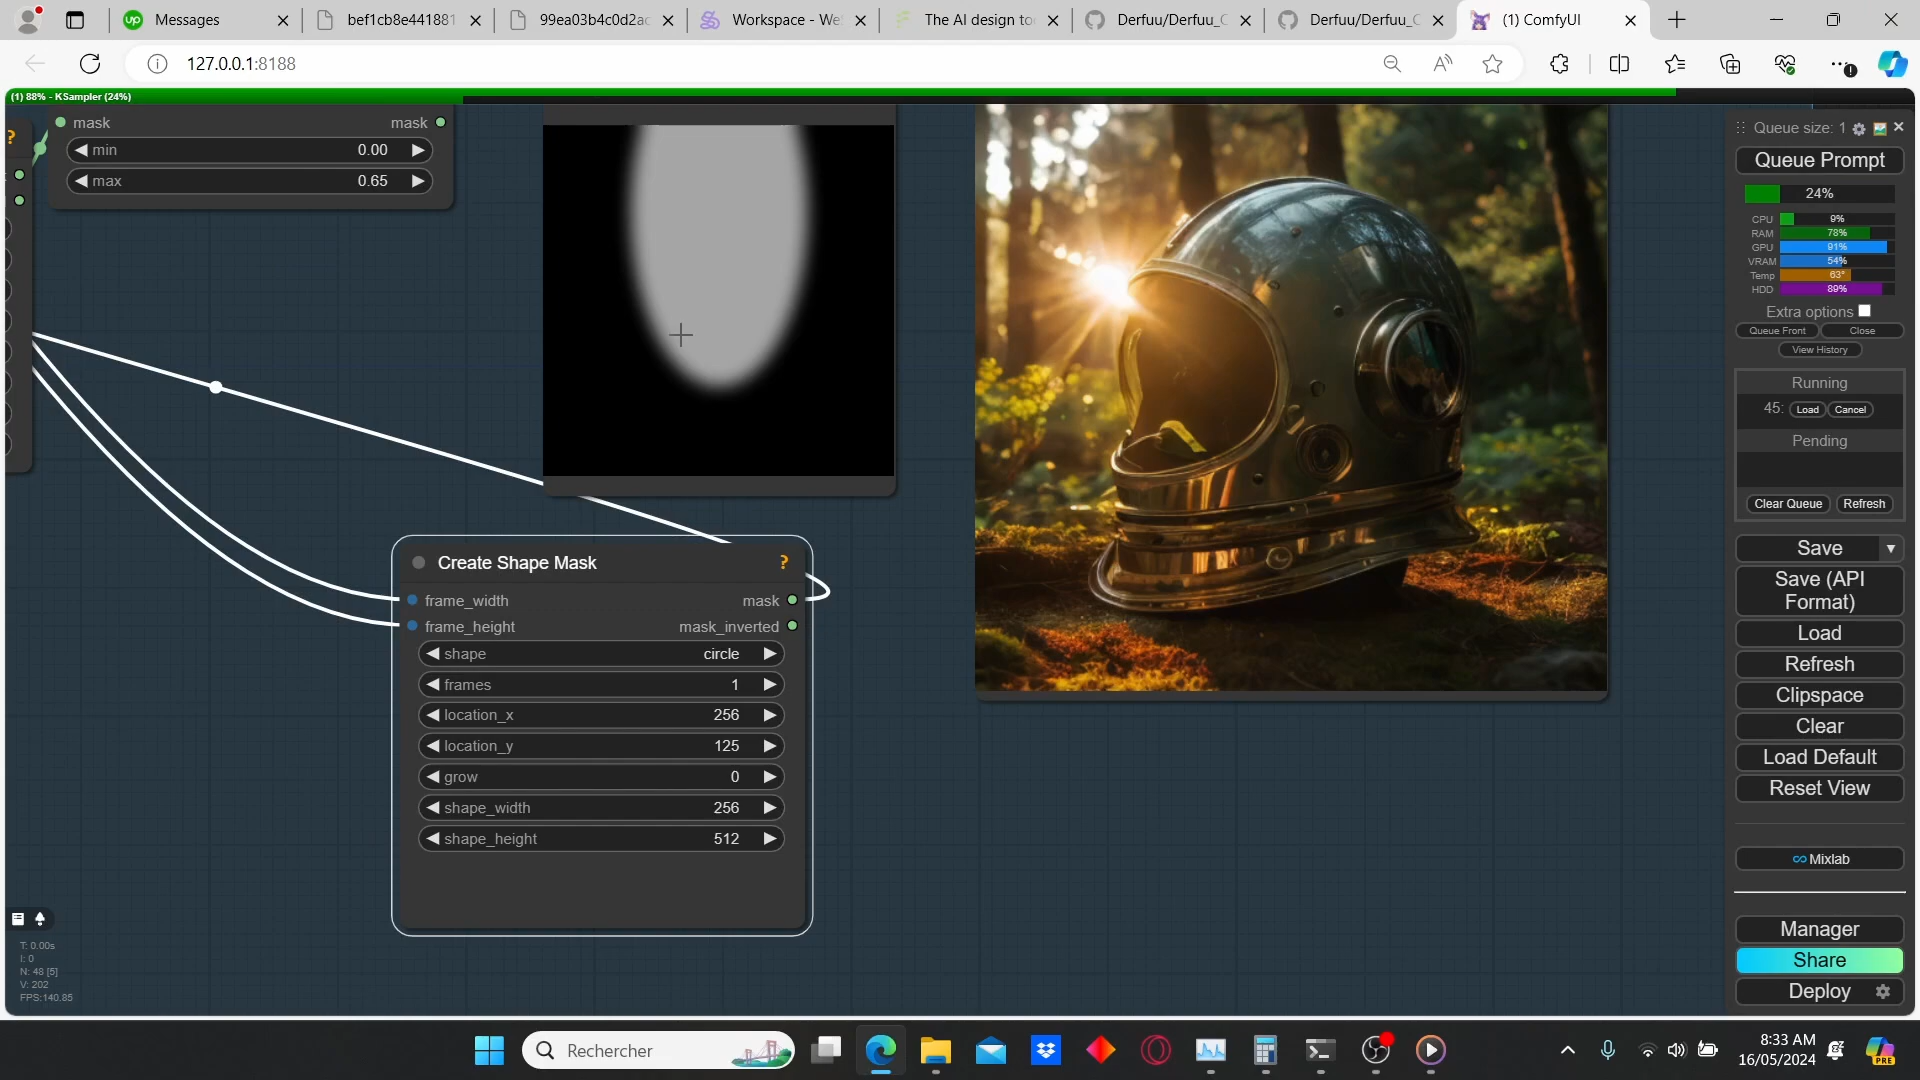 Messages
bef1cb8e441881
99ea03b4c0d2ac
Workspace - We
The AI design to
Derfuu/Derfuu_C
Derfuu/Derfuu_C
(1) ComfyUI
127.0.0.1:8188
(1) 88% - KSampler (24%)
mask mask
min 0.00
max 0.65
Create Shape Mask ?
frame_width mask
frame_height mask_inverted
shape circle
frames 1
location_x 256
location_y 125
grow 0
shape_width 256
shape_height 512
?
T: 0.00s
I: 0
N: 48 [5]
V: 202
FPS:140.85
Queue size: 1
Queue Prompt
24%
CPU 9%
RAM 78%
GPU 91%
VRAM 54%
Temp 63°
HDD 89%
Extra options
Queue Front Close
View History
Running
45: Load Cancel
Pending
Clear Queue Refresh
Save
Save (API
Format)
Load
Refresh
Clipspace
Clear
Load Default
Reset View
Mixlab
Manager
Share
Deploy
Rechercher
8:33 AM
16/05/2024
PRE
up